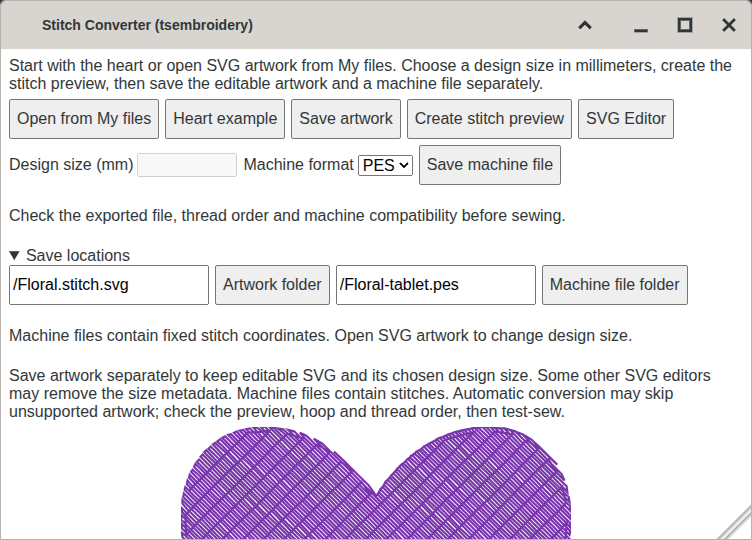 Stitch Converter (tsembroidery)
Start with the heart or open SVG artwork from My files. Choose a design size in millimeters, create the
stitch preview, then save the editable artwork and a machine file separately.
Open from My files Heart example Save artwork Create stitch preview SVG Editor
Design size (mm) Machine format PES Save machine file
Check the exported file, thread order and machine compatibility before sewing.
▼ Save locations
/Floral.stitch.svg Artwork folder /Floral-tablet.pes Machine file folder
Machine files contain fixed stitch coordinates. Open SVG artwork to change design size.
Save artwork separately to keep editable SVG and its chosen design size. Some other SVG editors
may remove the size metadata. Machine files contain stitches. Automatic conversion may skip
unsupported artwork; check the preview, hoop and thread order, then test-sew.